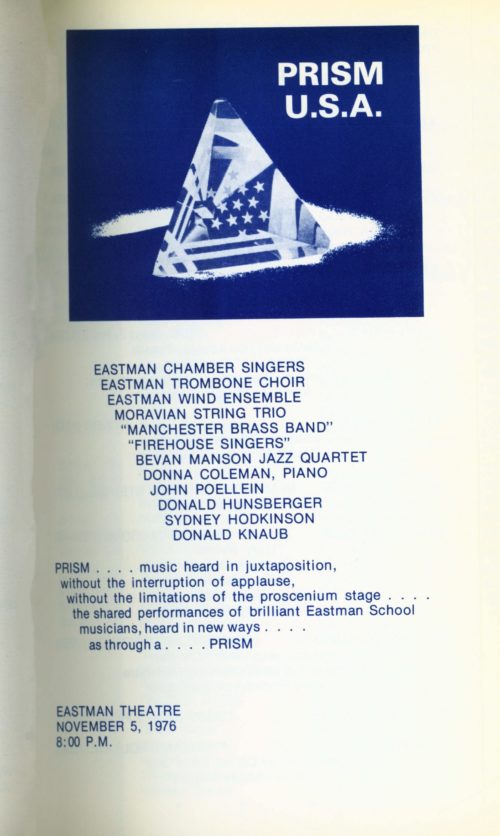 PRISM
U.S.A.
EASTMAN CHAMBER SINGERS
EASTMAN TROMBONE CHOIR
EASTMAN WIND ENSEMBLE
MORAVIAN STRING TRIO
"MANCHESTER BRASS BAND"
"FIREHOUSE SINGERS"
BEVAN MANSON JAZZ QUARTET
DONNA COLEMAN, PIANO
JOHN POELLEIN
DONALD HUNSBERGER
SYDNEY HODKINSON
DONALD KNAUB
PRISM . . . . music heard in juxtaposition,
without the interruption of applause,
without the limitations of the proscenium stage . . . .
the shared performances of brilliant Eastman School
musicians, heard in new ways . . . .
as through a . . . . PRISM
EASTMAN THEATRE
NOVEMBER 5, 1976
8:00 P.M.